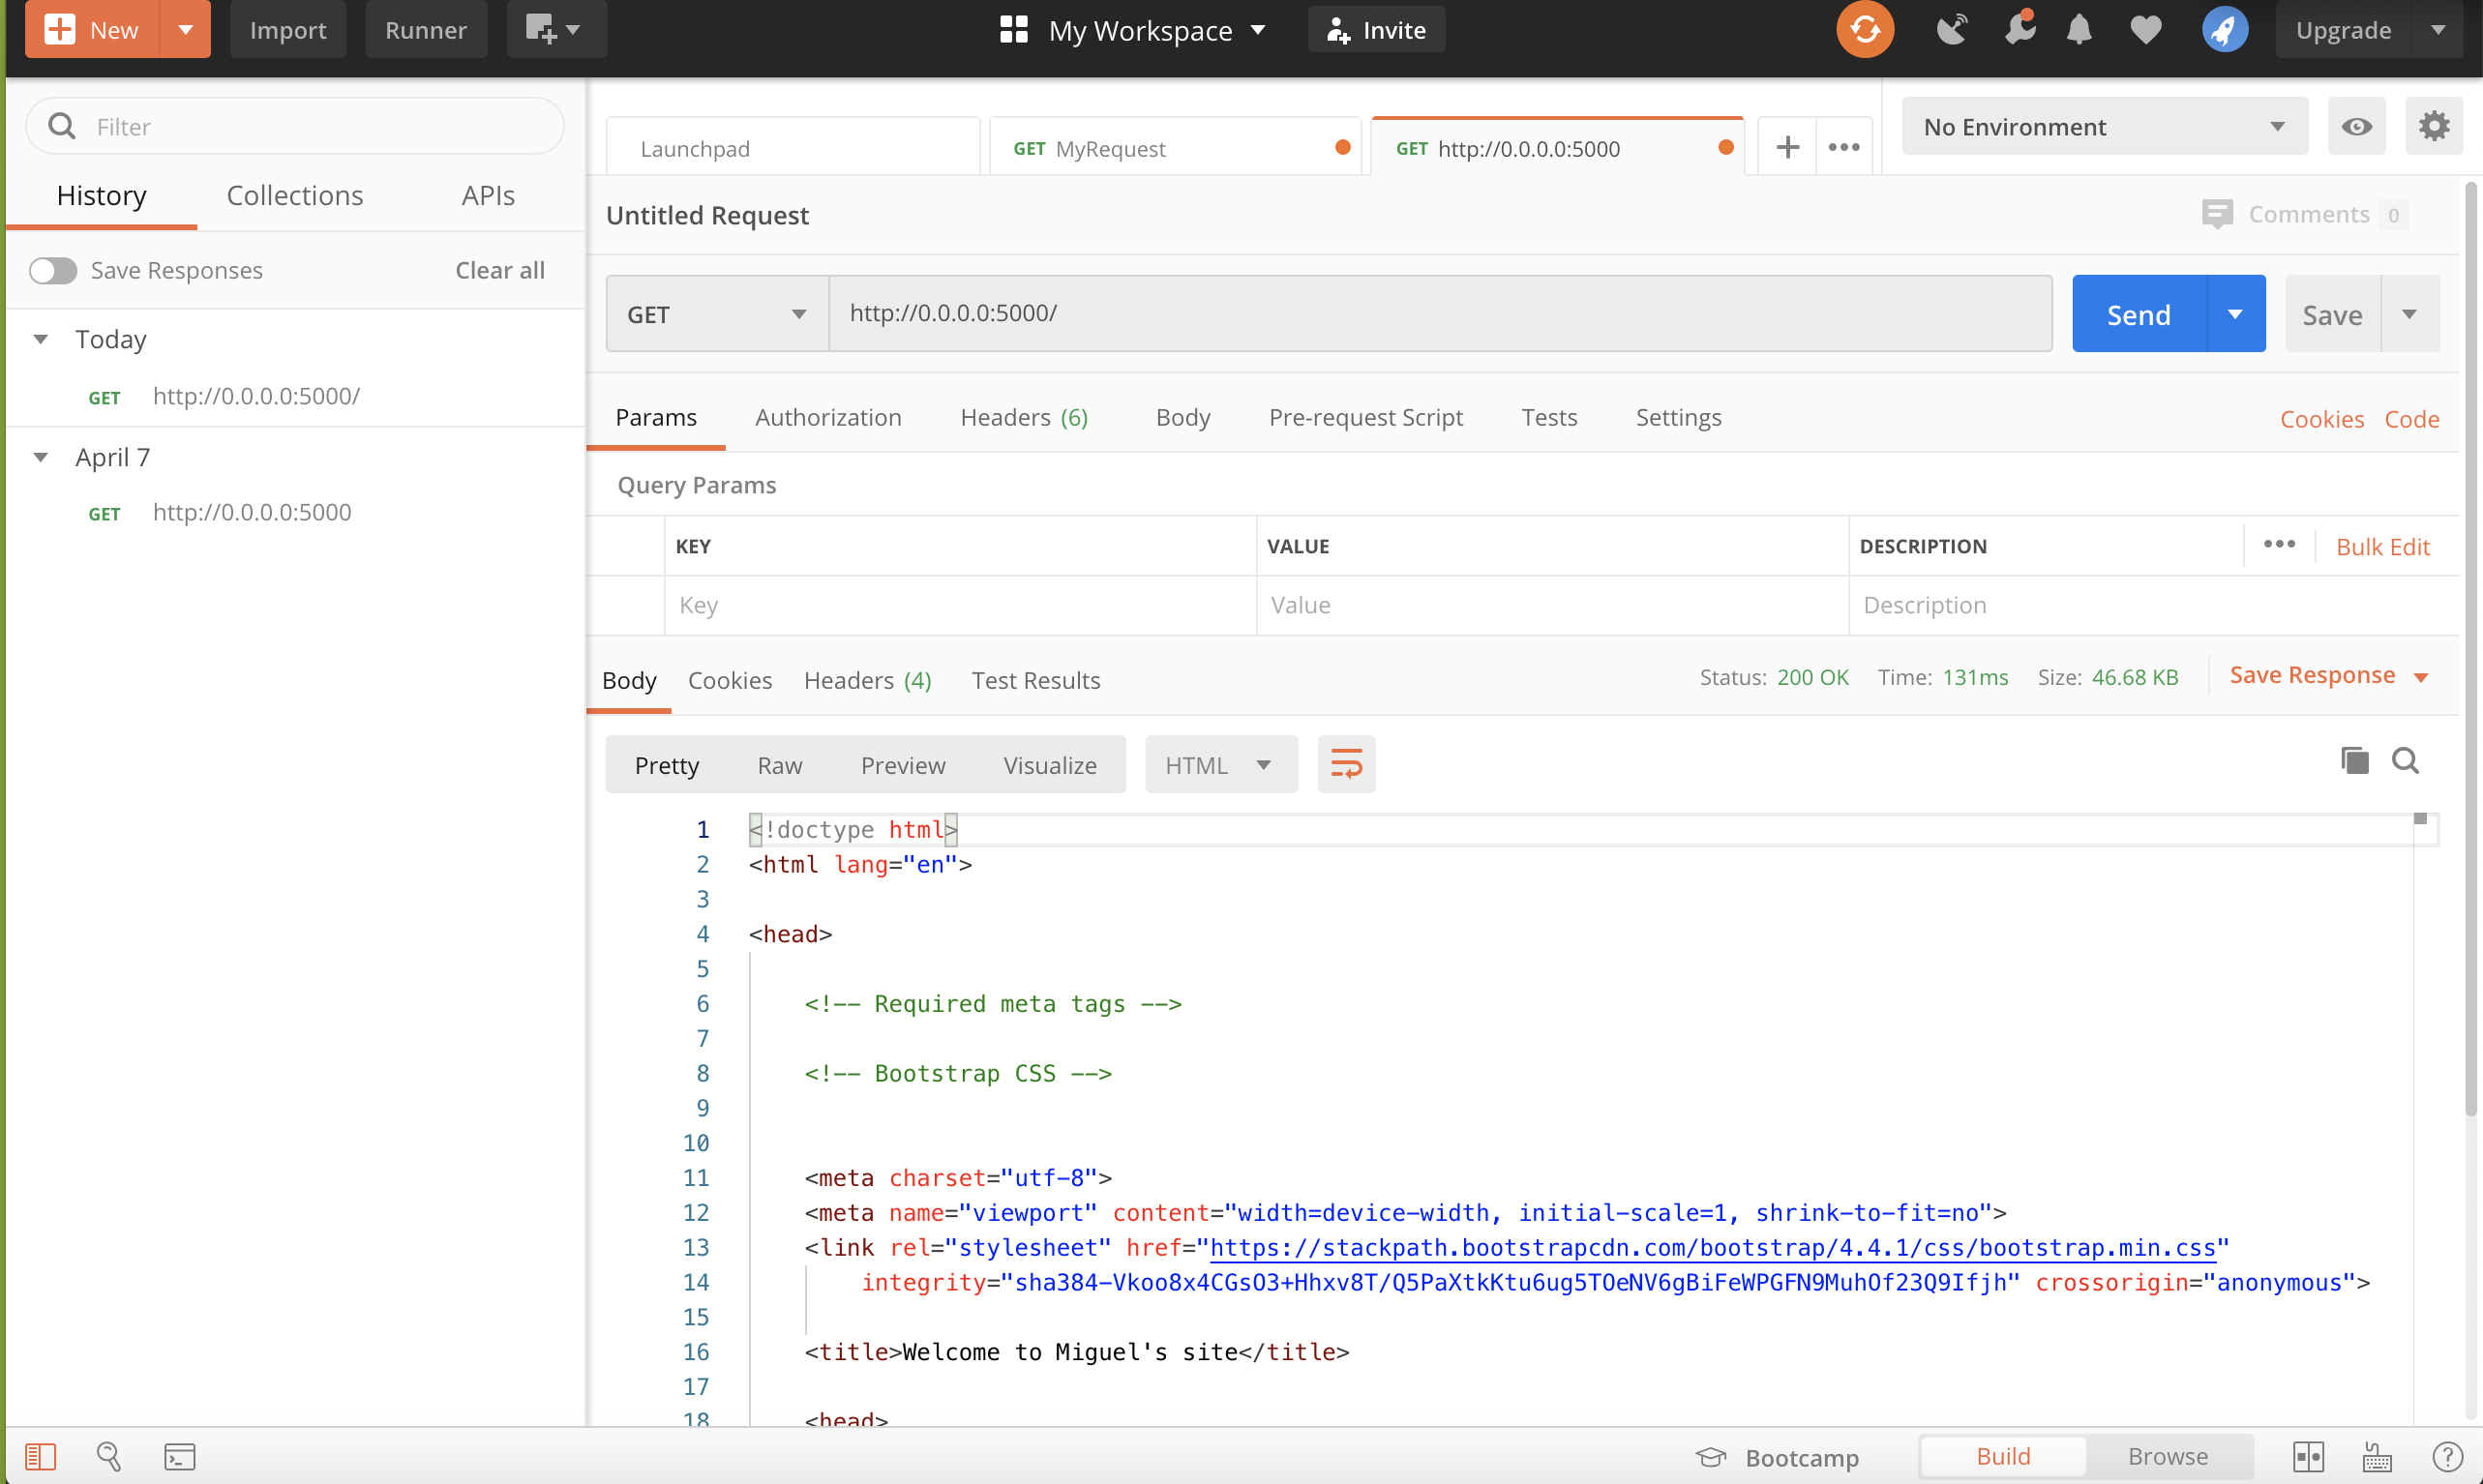 New Import Runner My Workspace Invite Upgrade
Filter
History Collections APIs
Save Responses Clear all
Today
GET http://0.0.0.0:5000/
April 7
GET http://0.0.0.0:5000
Launchpad GET MyRequest GET http://0.0.0.0:5000 No Environment
Untitled Request Comments 0
GET http://0.0.0.0:5000/ Send Save
Params Authorization Headers (6) Body Pre-request Script Tests Settings Cookies Code
Query Params
KEY VALUE DESCRIPTION Bulk Edit
Key Value Description
Body Cookies Headers (4) Test Results Status: 200 OK Time: 131ms Size: 46.68 KB Save Response
Pretty Raw Preview Visualize HTML
1 <!doctype html>
2 <html lang="en">
3
4 <head>
5
6 <!-- Required meta tags -->
7
8 <!-- Bootstrap CSS -->
9
10
11 <meta charset="utf-8">
12 <meta name="viewport" content="width=device-width, initial-scale=1, shrink-to-fit=no">
13 <link rel="stylesheet" href="https://stackpath.bootstrapcdn.com/bootstrap/4.4.1/css/bootstrap.min.css"
14 integrity="sha384-Vkoo8x4CGsO3+Hhxv8T/Q5PaXtkKtu6ug5TOeNV6gBiFeWPGFN9MuhOf23Q9Ifjh" crossorigin="anonymous">
15
16 <title>Welcome to Miguel's site</title>
17
18 <head>
Bootcamp Build Browse